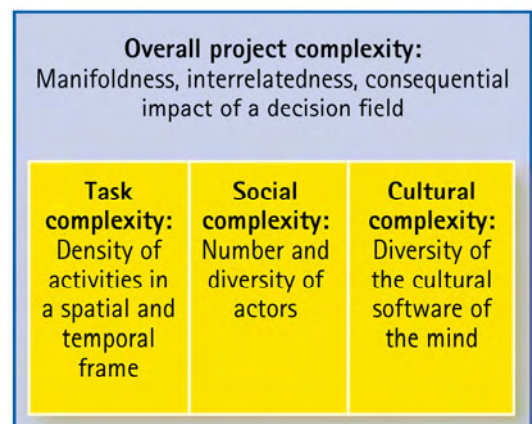 Overall project complexity:
Manifoldness, interrelatedness, consequential
impact of a decision field
Task
complexity:
Density of
activities in
a spatial and
temporal
frame
Social
complexity:
Number and
diversity of
actors
Cultural
complexity:
Diversity of
the cultural
software of
the mind